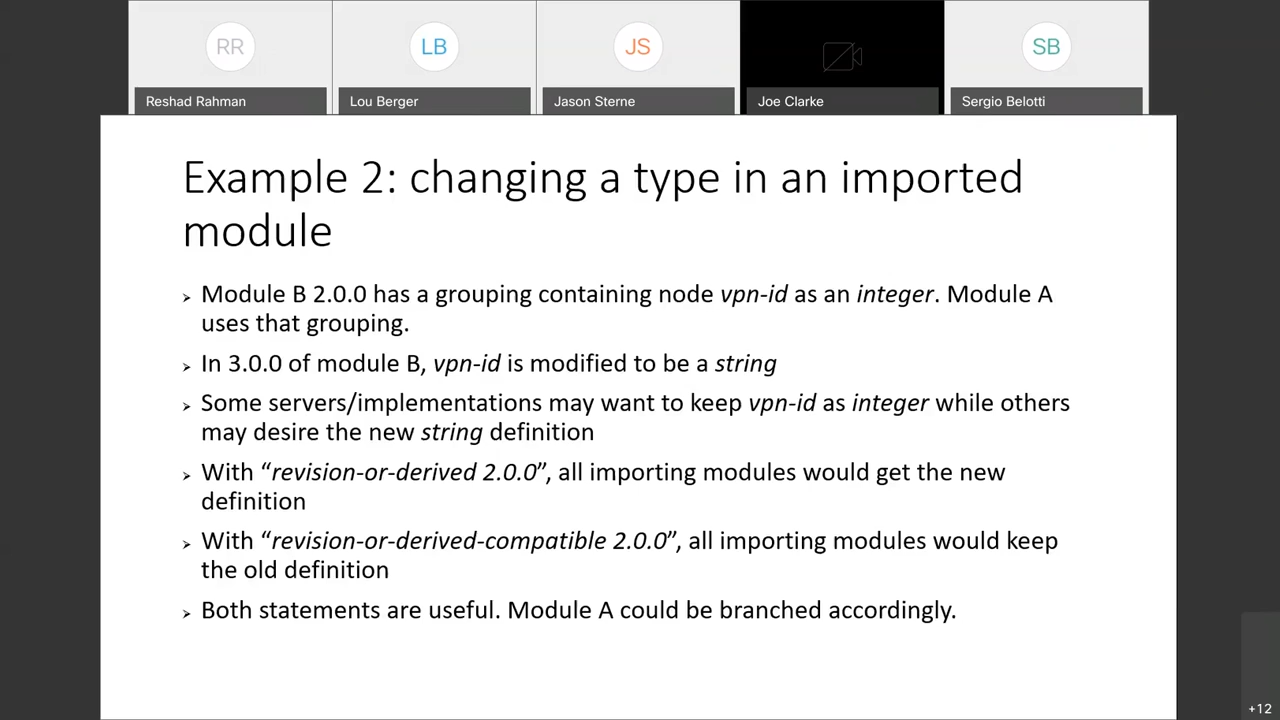 RR
LB
JS
SB
Reshad Rahman
Lou Berger
Jason Sterne
Joe Clarke
Sergio Belotti
Example 2: changing a type in an imported
module
Module B 2.0.0 has a grouping containing node vpn-id as an integer. Module A
uses that grouping.
In 3.0.0 of module B, vpn-id is modified to be a string
Some servers/implementations may want to keep vpn-id as integer while others
may desire the new string definition
With “revision-or-derived 2.0.0”, all importing modules would get the new
definition
With “revision-or-derived-compatible 2.0.0”, all importing modules would keep
the old definition
Both statements are useful. Module A could be branched accordingly.
+12